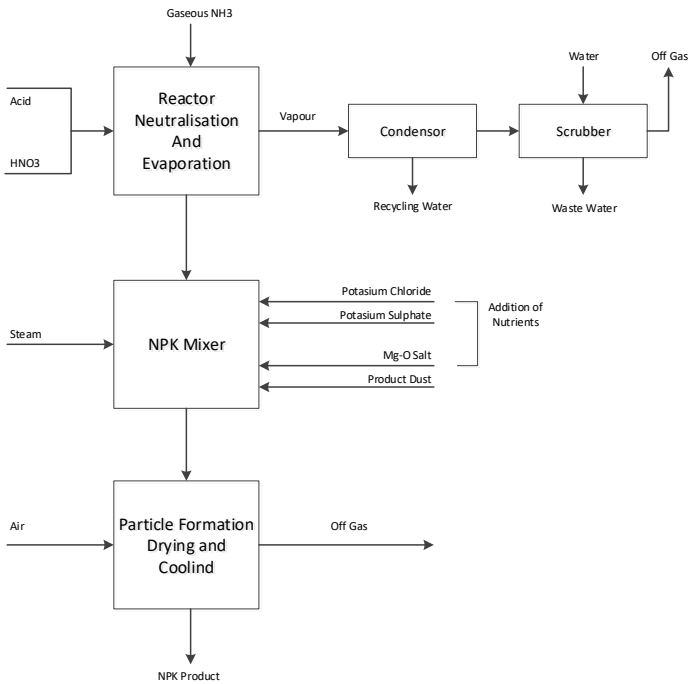 Gaseous NH3
Acid
HNO3
Reactor
Neutralisation
And
Evaporation
Vapour
Condensor
Recycling Water
Water
Off Gas
Scrubber
Waste Water
Steam
NPK Mixer
Potasium Chloride
Potasium Sulphate
Mg-O Salt
Product Dust
Addition of
Nutrients
Air
Particle Formation
Drying and
Coolind
Off Gas
NPK Product